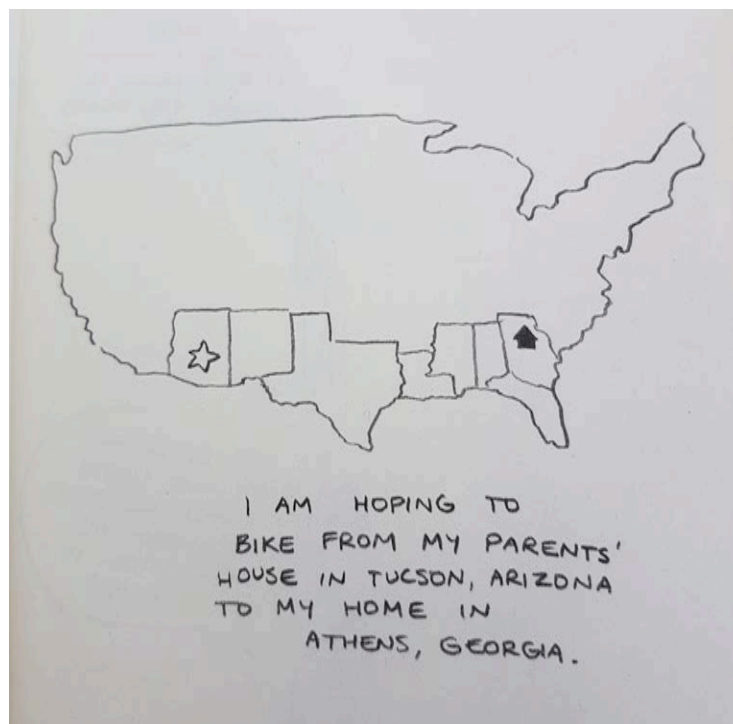 I AM HOPING TO
BIKE FROM MY PARENTS'
HOUSE IN TUCSON, ARIZONA
TO MY HOME IN
ATHENS, GEORGIA.